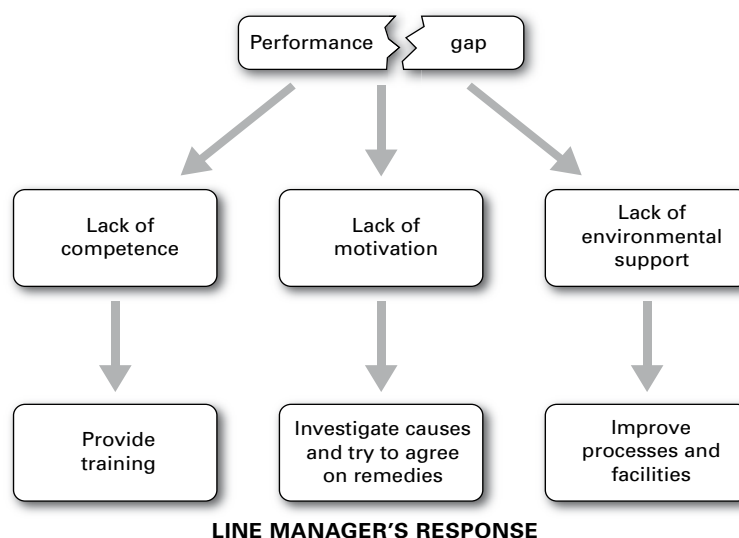 Performance gap
Lack of
competence
Lack of
motivation
Lack of
environmental
support
Provide
training
Investigate causes
and try to agree
on remedies
Improve
processes and
facilities
LINE MANAGER’S RESPONSE